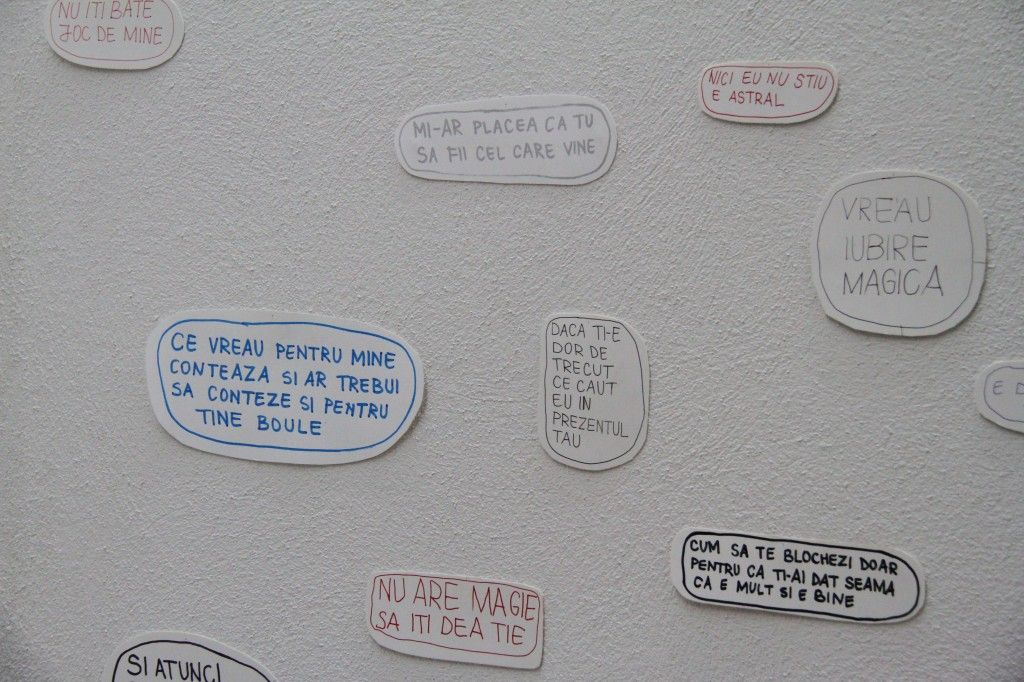 NU ITI BATE
JOC DE MINE
NICI EU NU STIU
E ASTRAL
MI-AR PLACEA CA TU
SA FII CEL CARE VINE
VREAU
IUBIRE
MAGICA
CE VREAU PENTRU MINE
CONTEAZA SI AR TREBUI
SA CONTEZE SI PENTRU
TINE BOULE
DACA TI-E
DOR DE
TRECUT
CE CAUT
EU IN
PREZENTUL
TAU
E D
CUM SA TE BLOCHEZI DOAR
PENTRU CA TI-AI DAT SEAMA
CA E MULT SI E BINE
NU ARE MAGIE
SA ITI DEA TIE
SI ATUNCI